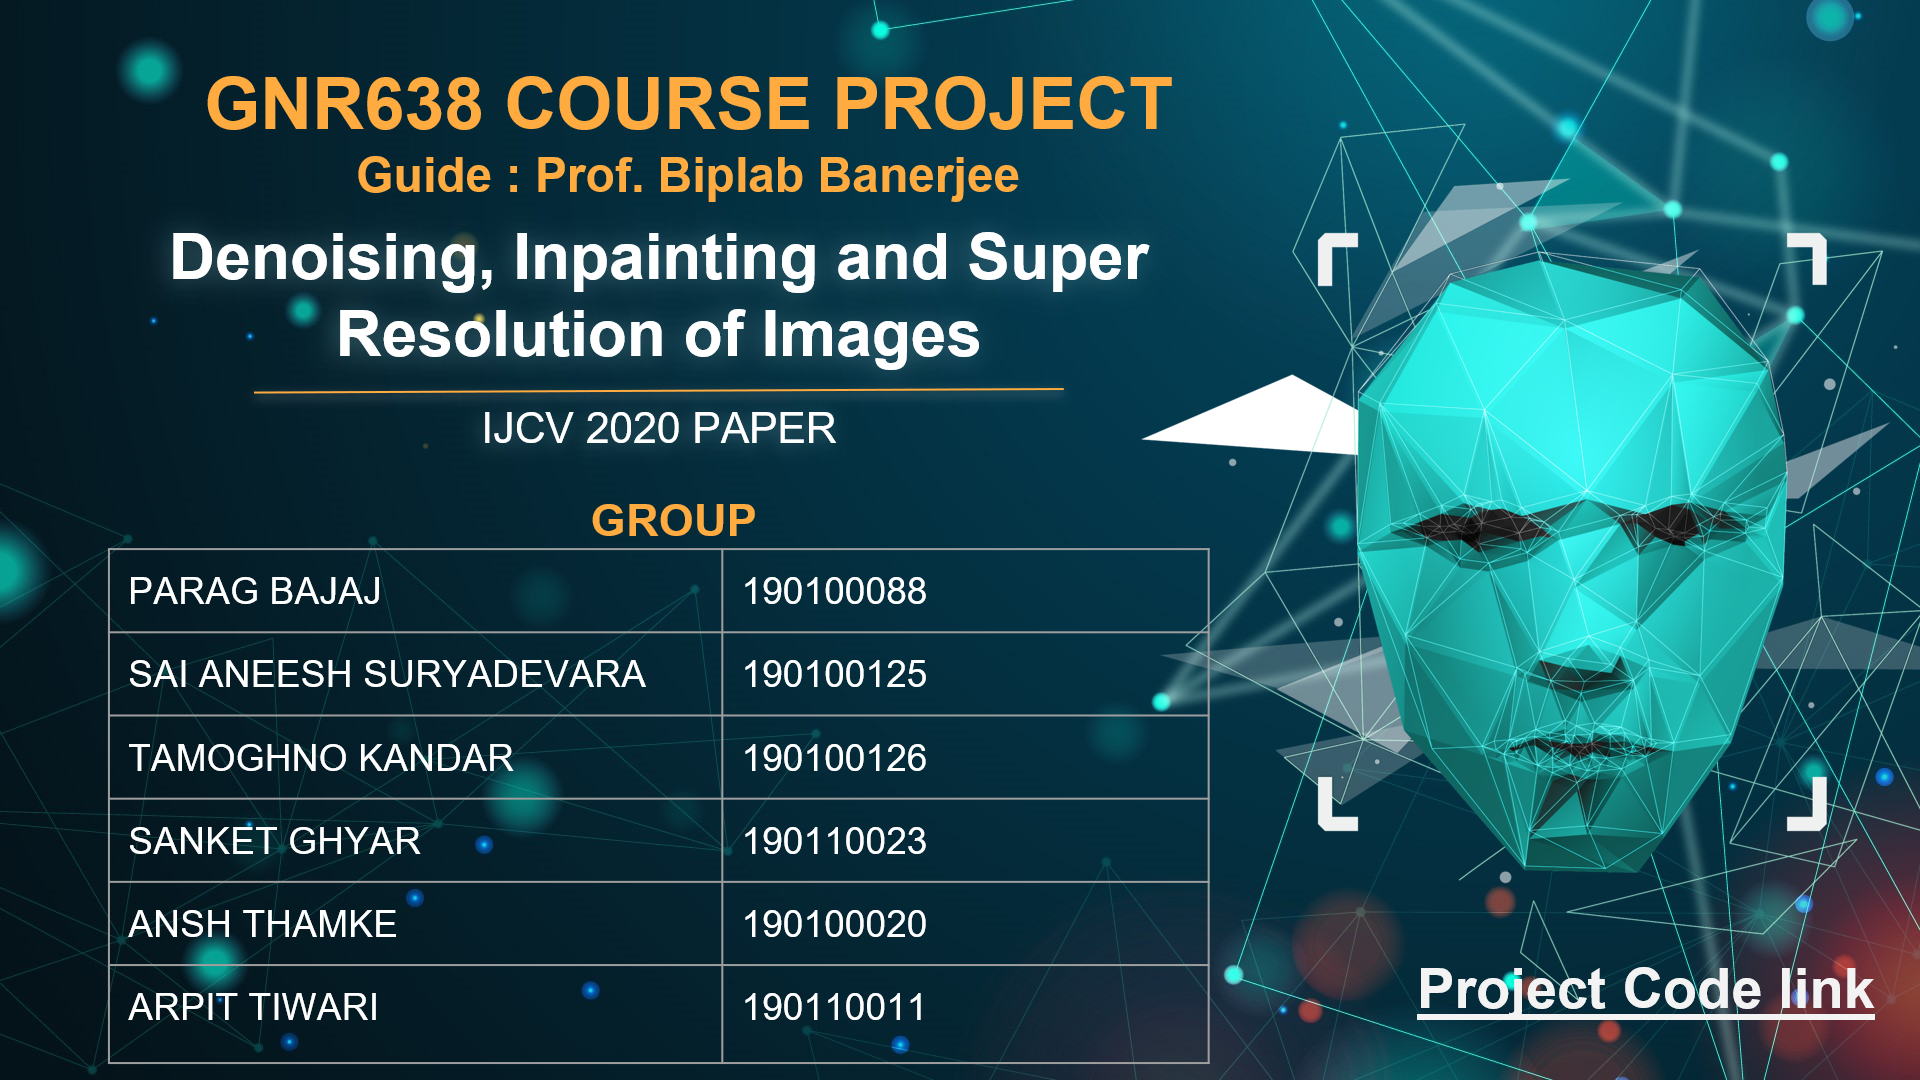 GNR638 COURSE PROJECT
Guide : Prof. Biplab Banerjee
Denoising, Inpainting and Super
Resolution of Images
IJCV 2020 PAPER
GROUP
PARAG BAJAJ 190100088
SAI ANEESH SURYADEVARA 190100125
TAMOGHNO KANDAR 190100126
SANKET GHYAR 190110023
ANSH THAMKE 190100020
ARPIT TIWARI 190110011
Project Code link